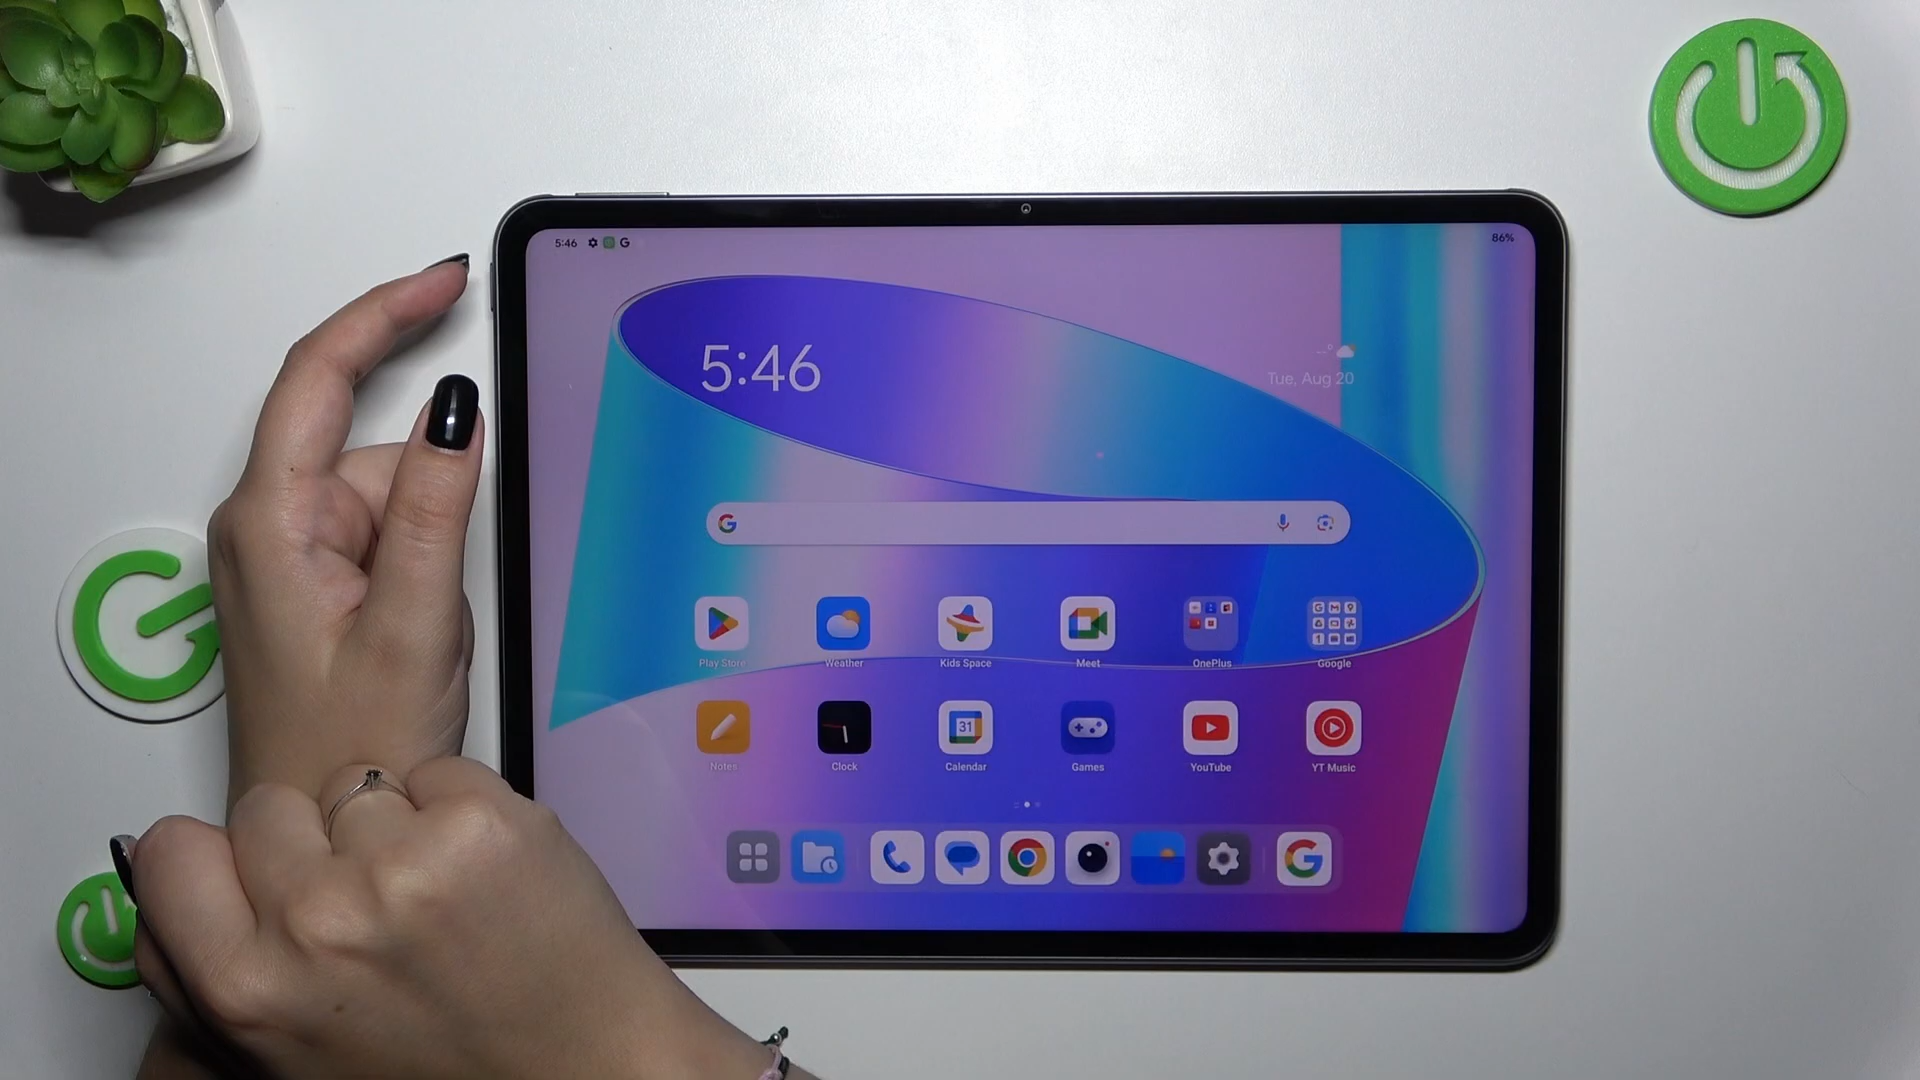 5:46
86%
5:46
--°
Tue, Aug 20
Play Store
Weather
Kids Space
Meet
OnePlus
Google
Notes
Clock
31
Calendar
Games
YouTube
YT Music